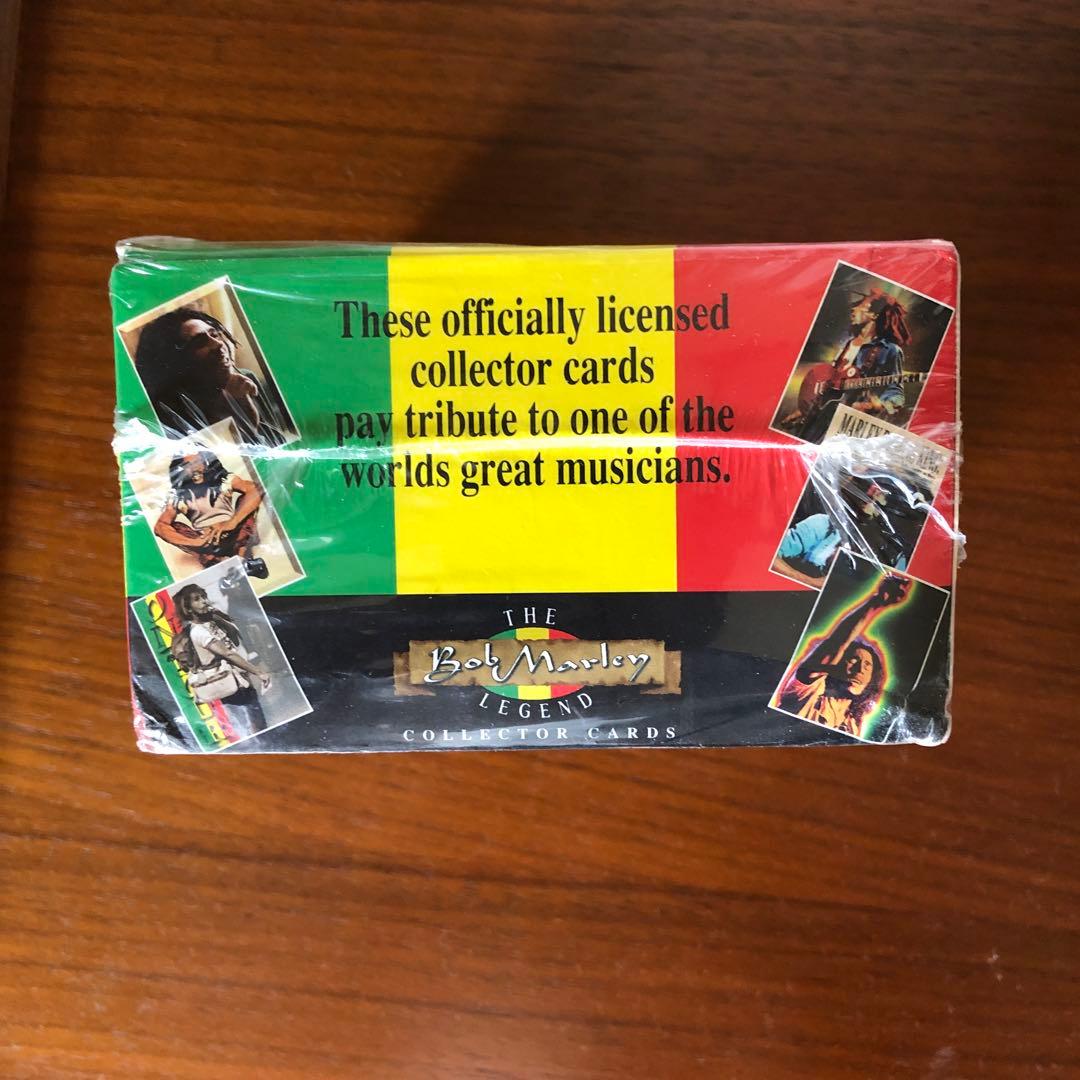 These officially licensed
collector cards
pay tribute to one of the
worlds great musicians.
THE
Bob Marley
LEGEND
COLLECTOR CARDS
MARLEY